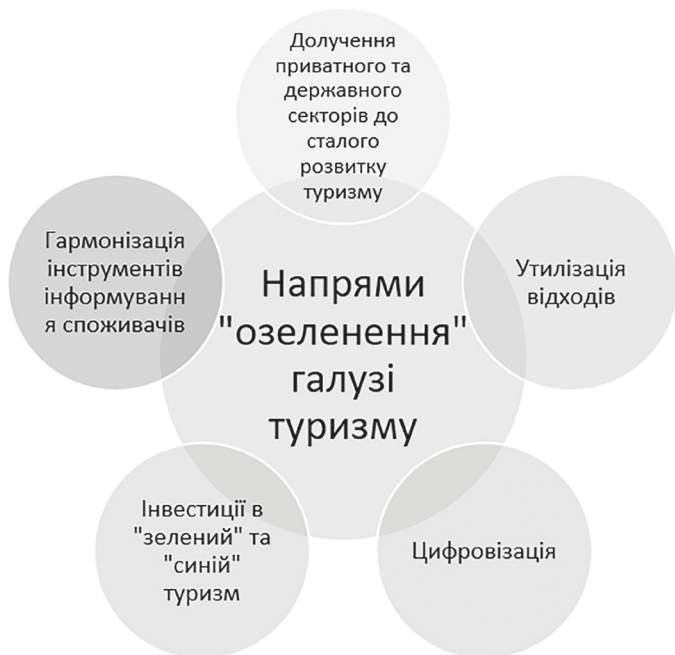 Долучення
приватного та
державного
секторів до
сталого
розвитку
туризму
Гармонізація
інструментів
інформуванн
я споживачів
Напрями
"озеленення"
галузі
туризму
Утилізація
відходів
Інвестиції в
"зелений" та
"синій"
туризм
Цифровізація